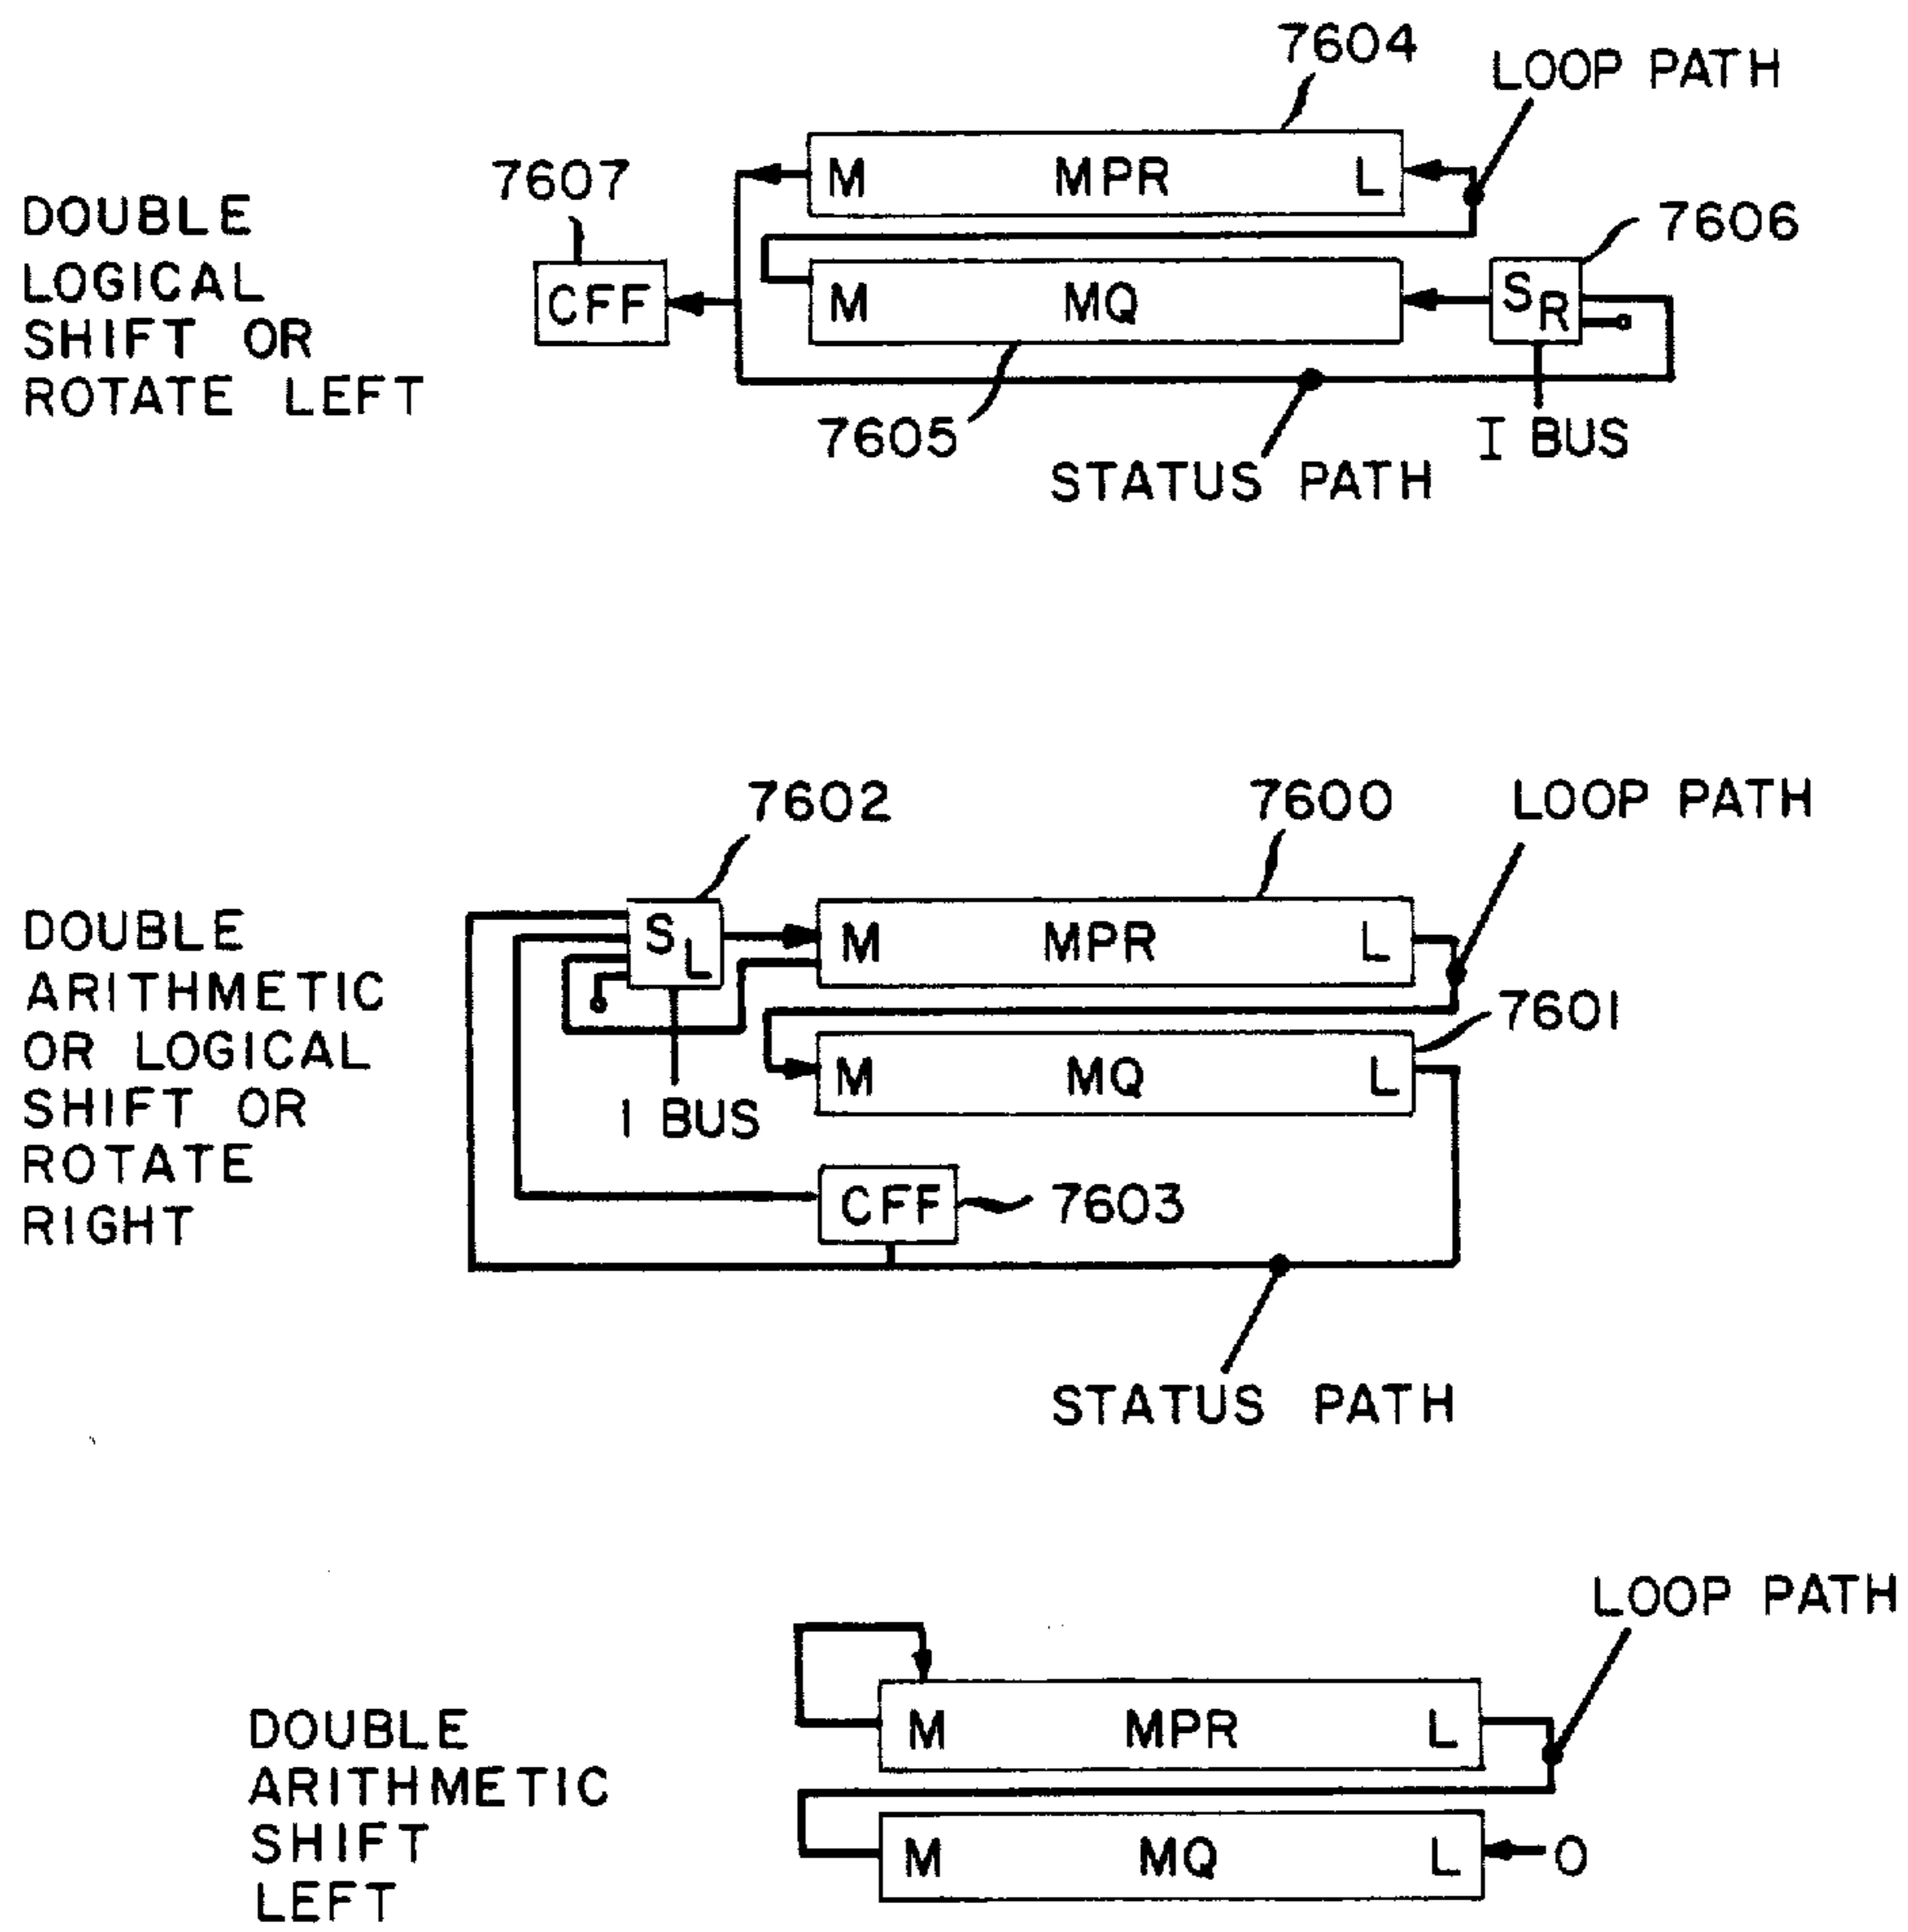 7604
LOOP PATH
7607
M MPR L
DOUBLE
LOGICAL
SHIFT OR
ROTATE LEFT
7606
CFF
M MQ
SR
7605
I BUS
STATUS PATH
7602
7600
LOOP PATH
DOUBLE
ARITHMETIC
OR LOGICAL
SHIFT OR
ROTATE
RIGHT
SL
M MPR L
7601
M MQ L
I BUS
CFF
7603
STATUS PATH
LOOP PATH
DOUBLE
ARITHMETIC
SHIFT
LEFT
M MPR L
M MQ L
0